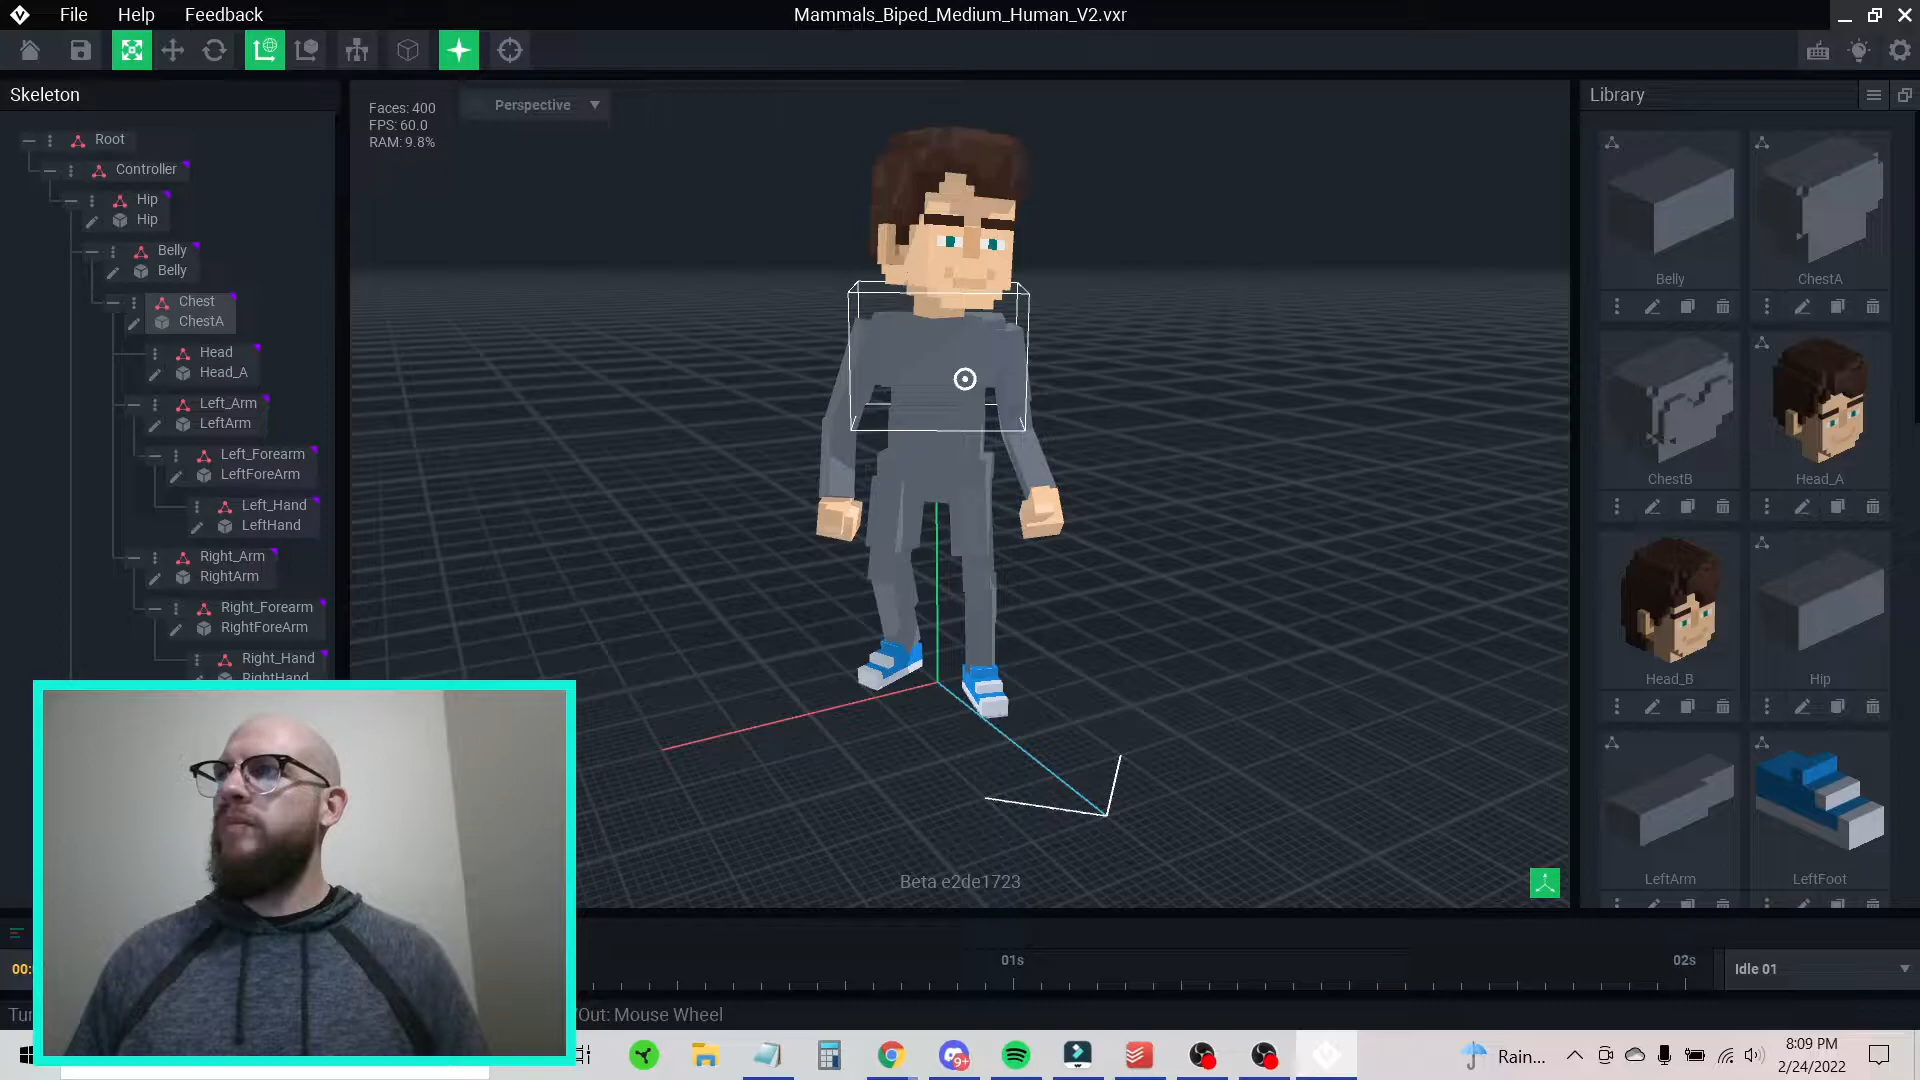 File Help Feedback Mammals_Biped_Medium_Human_V2.vxr
Skeleton
Root
Controller
Hip
Hip
Belly
Belly
Chest
ChestA
Head
Head_A
Left_Arm
LeftArm
Left_Forearm
LeftForeArm
Left_Hand
LeftHand
Right_Arm
RightArm
Right_Forearm
RightForeArm
Right_Hand
RightHand
Faces: 400
FPS: 60.0
RAM: 9.8%
Perspective
Beta e2de1723
Library
Belly ChestA
ChestB Head_A
Head_B Hip
LeftArm LeftFoot
01s 02s
Idle 01
Out: Mouse Wheel
9+
Rain...
8:09 PM
2/24/2022